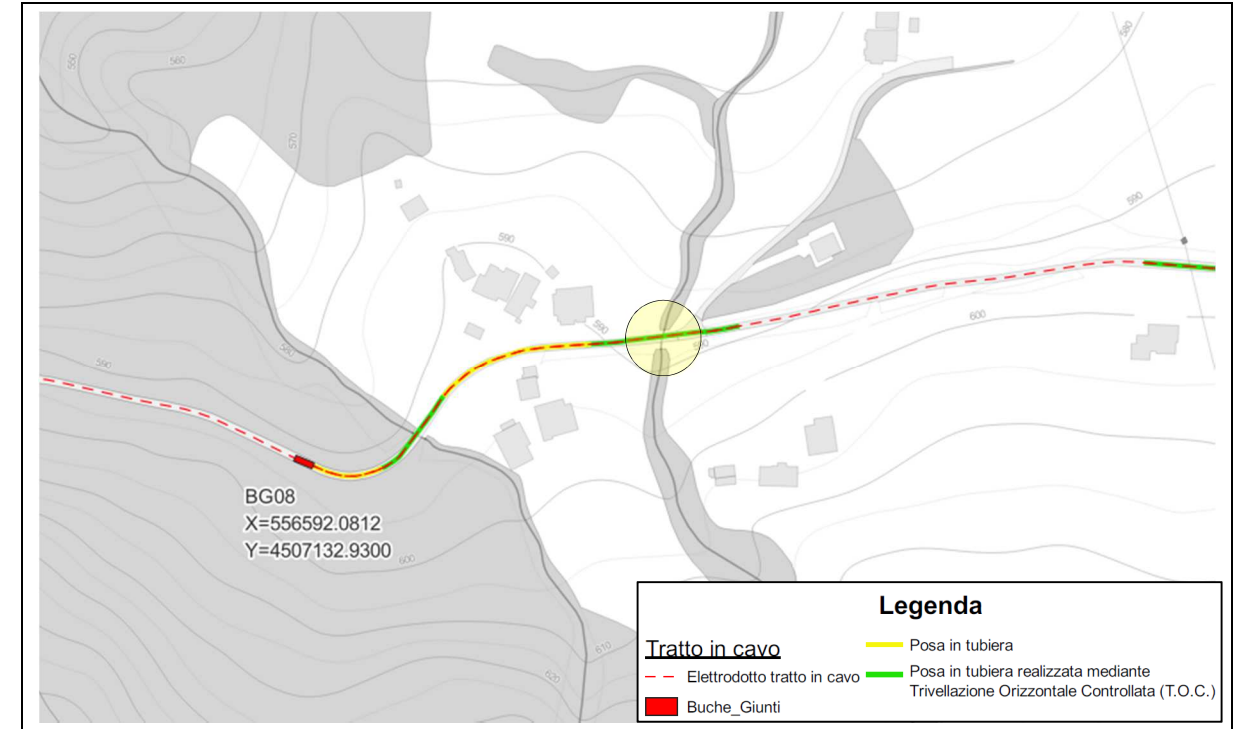 580
550
560
570
590
590
590
590
600
580
590
BG08
X=556592.0812
Y=4507132.9300
600
610
620
Legenda
Tratto in cavo
Elettrodotto tratto in cavo
Buche_Giunti
Posa in tubiera
Posa in tubiera realizzata mediante
Trivellazione Orizzontale Controllata (T.O.C.)